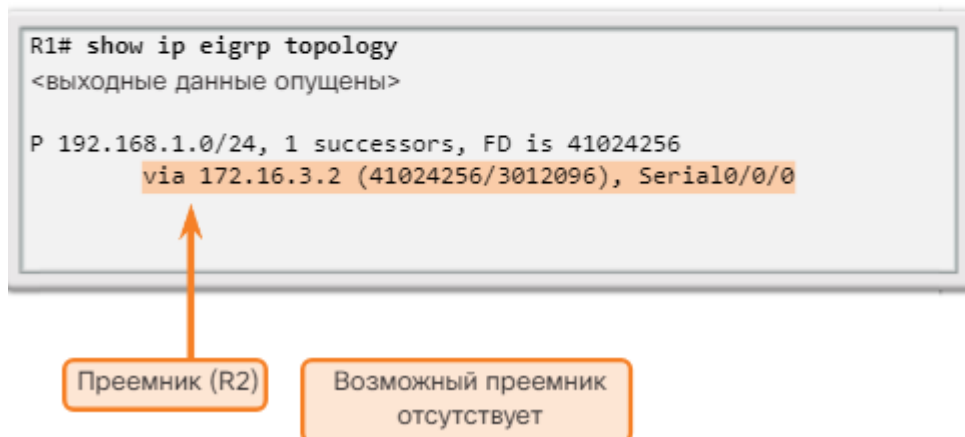 R1# show ip eigrp topology
<выходные данные опущены>
P 192.168.1.0/24, 1 successors, FD is 41024256
via 172.16.3.2 (41024256/3012096), Serial0/0/0
Преемник (R2)
Возможный преемник
отсутствует